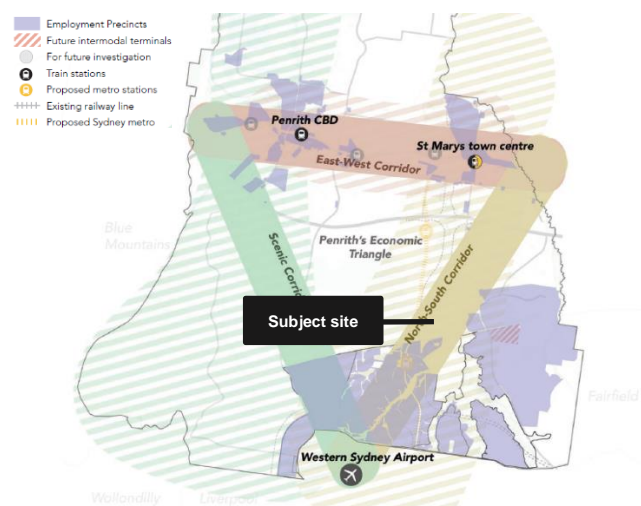 Employment Precincts
Future intermodal terminals
For future investigation
Train stations
Proposed metro stations
Existing railway line
Proposed Sydney metro
Penrith CBD
St Marys town centre
East-West Corridor
Blue
Mountains
Penrith's Economic
Triangle
Scenic Corrid
North-South Corridor
Subject site
Fairfield
Western Sydney Airport
Wollondilly
Liverpool